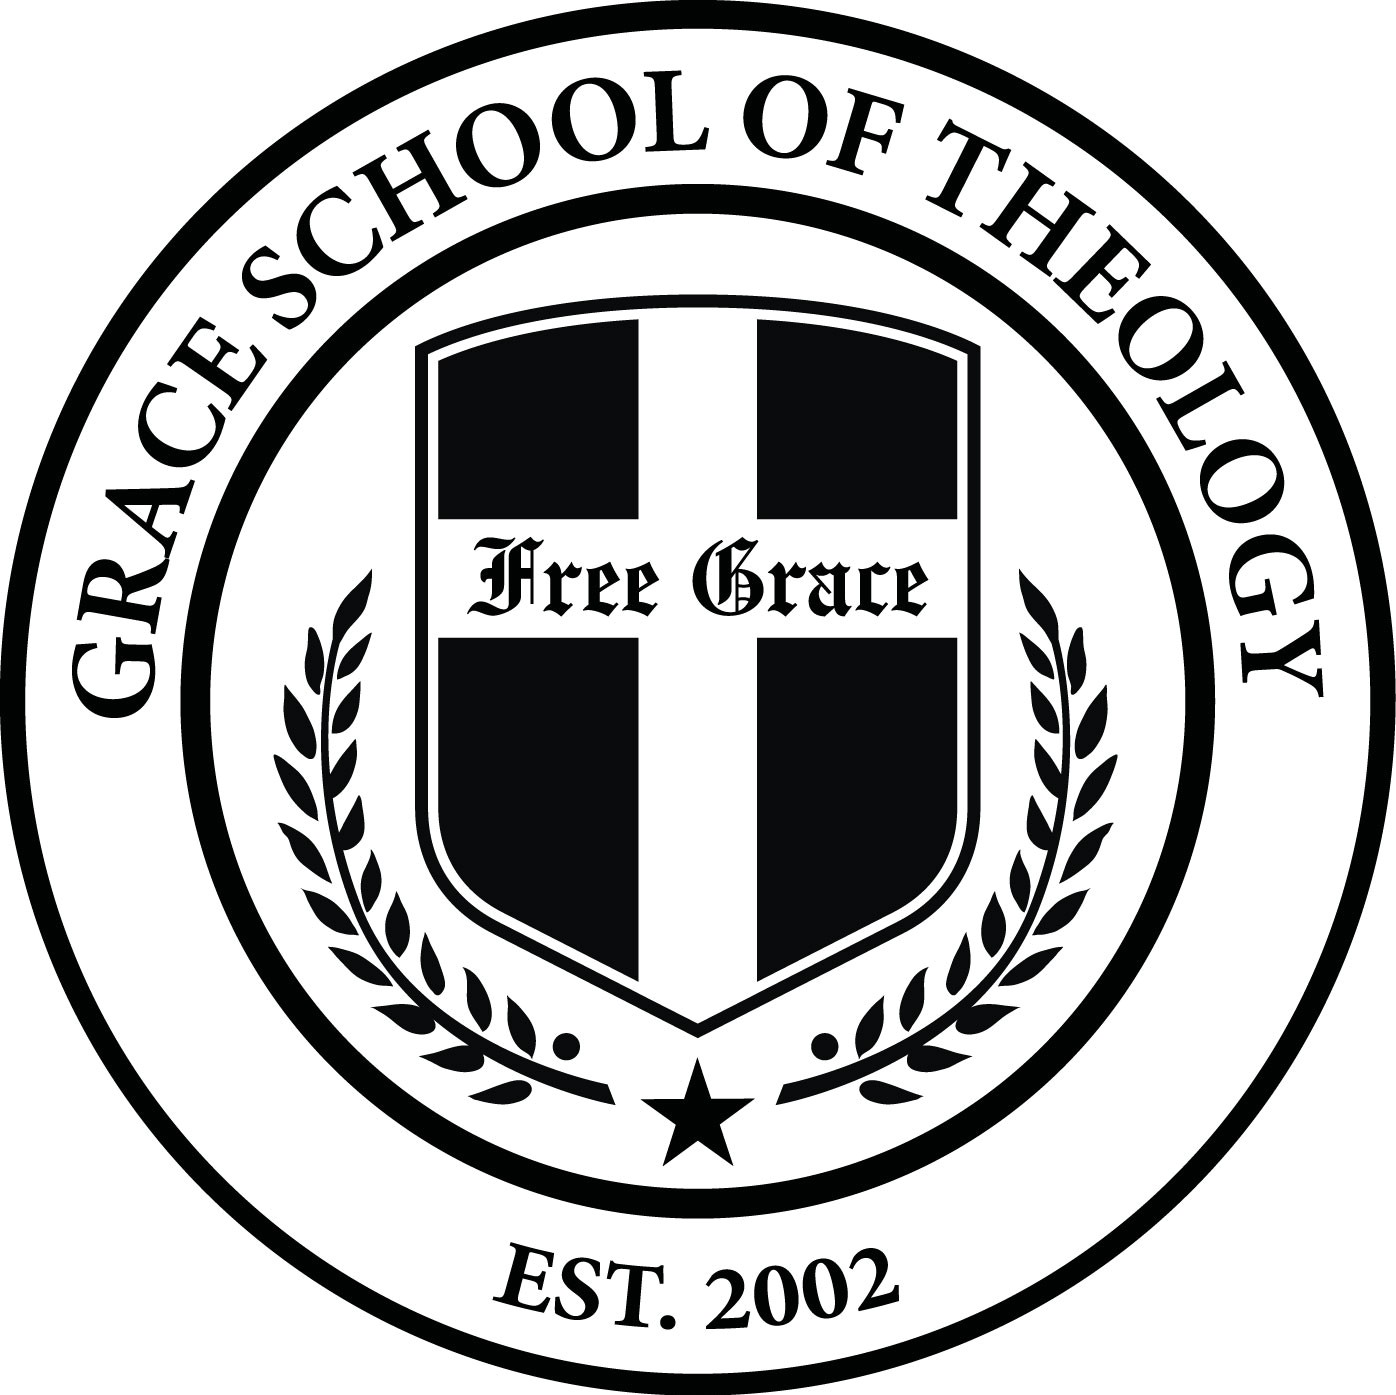 GRACE SCHOOL OF THEOLOGY
Free Grace
EST. 2002